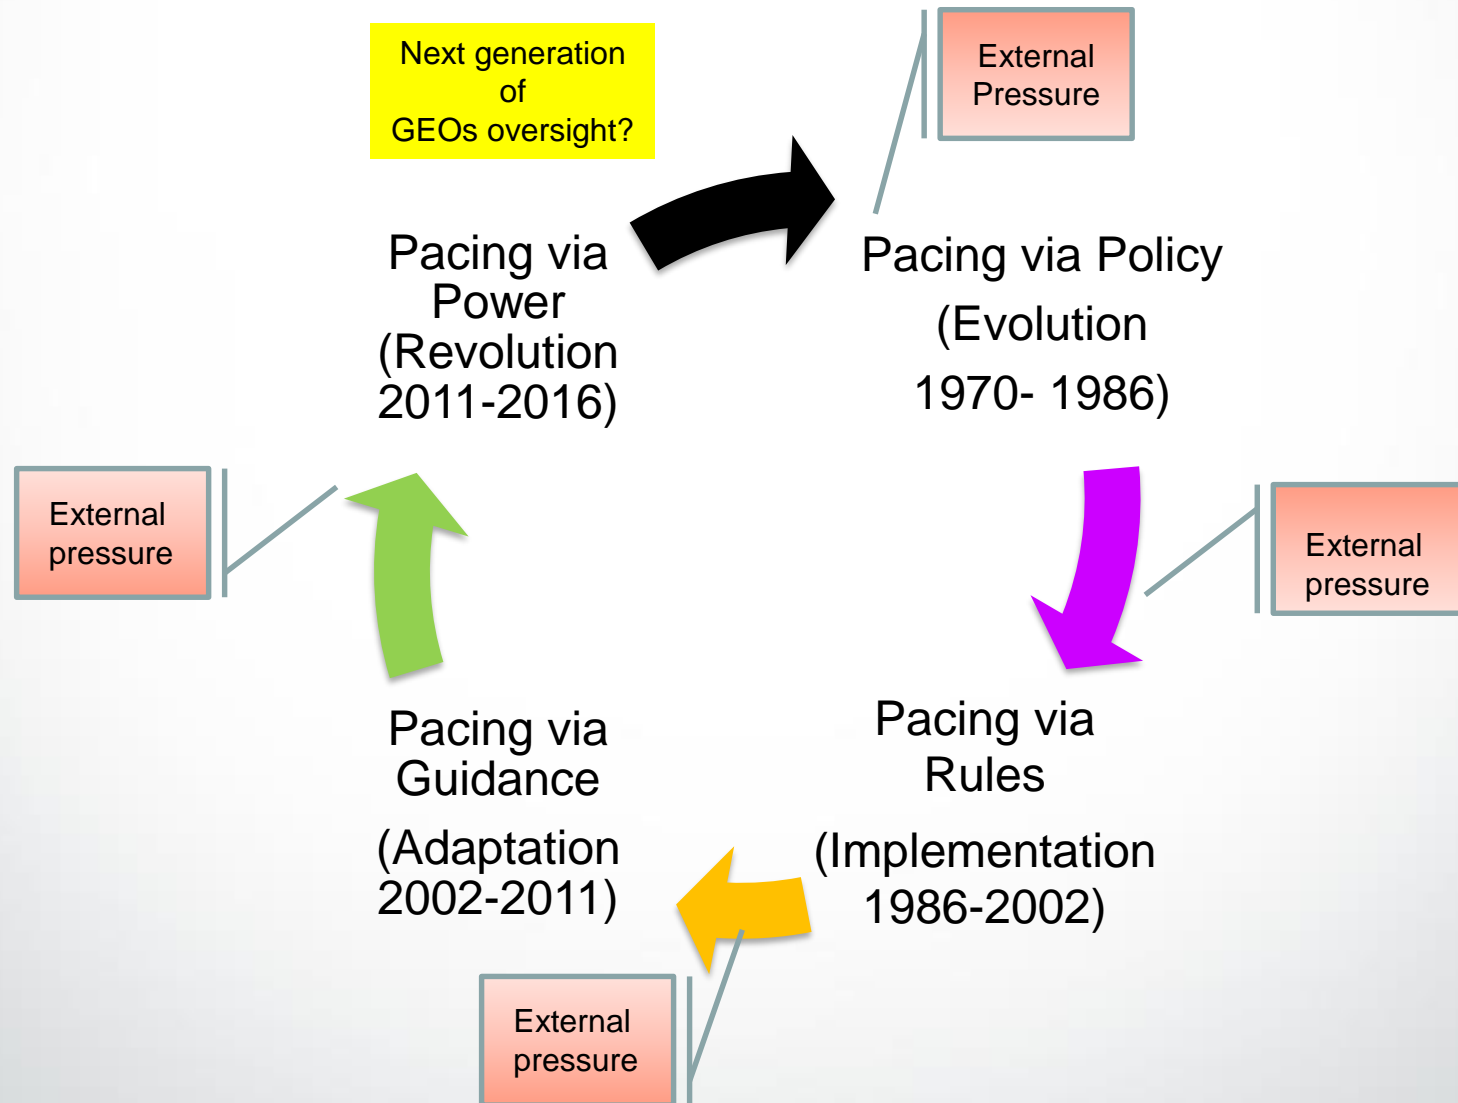 Next generation
of
GEOs oversight?
External
Pressure
Pacing via
Power
(Revolution
2011-2016)
Pacing via Policy
(Evolution
1970- 1986)
External
pressure
External
pressure
Pacing via
Guidance
(Adaptation
2002-2011)
Pacing via
Rules
(Implementation
1986-2002)
External
pressure